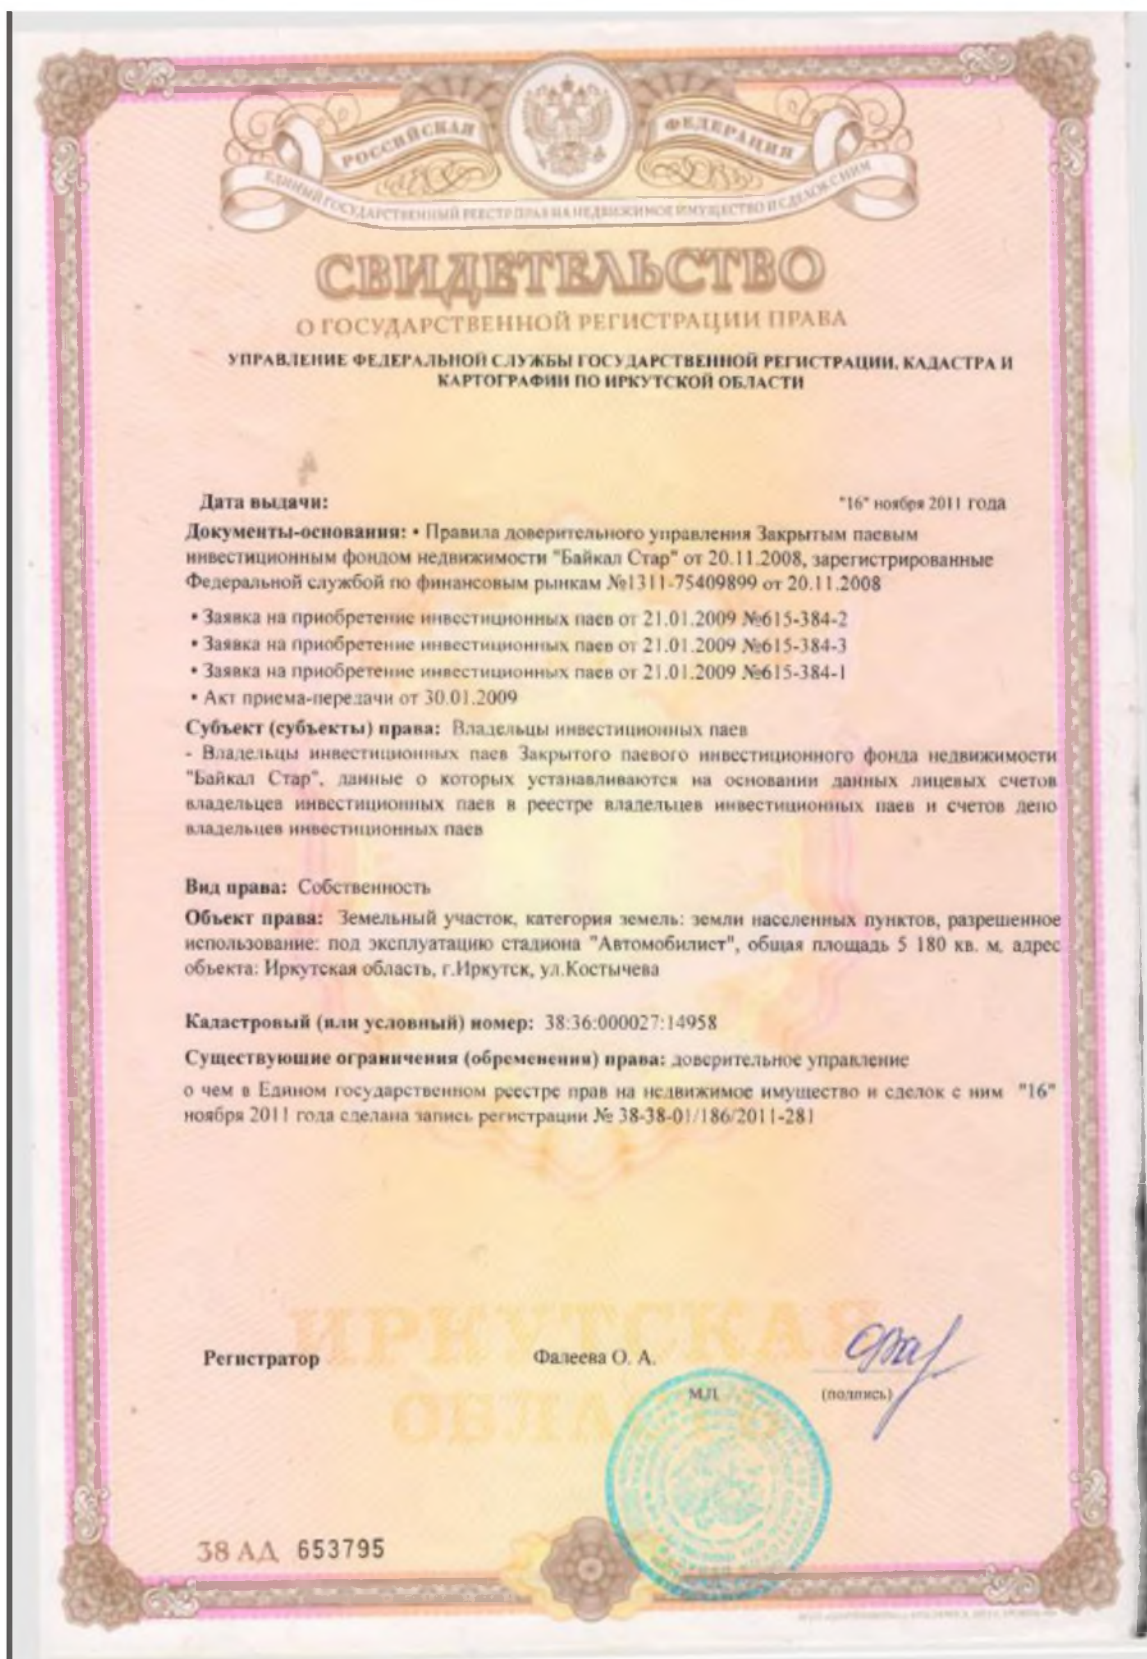 РОССИЙСКАЯ ФЕДЕРАЦИЯ
ЕДИНЫЙ ГОСУДАРСТВЕННЫЙ РЕЕСТР ПРАВ НА НЕДВИЖИМОЕ ИМУЩЕСТВО И СДЕЛОК С НИМ
СВИДЕТЕЛЬСТВО
О ГОСУДАРСТВЕННОЙ РЕГИСТРАЦИИ ПРАВА
УПРАВЛЕНИЕ ФЕДЕРАЛЬНОЙ СЛУЖБЫ ГОСУДАРСТВЕННОЙ РЕГИСТРАЦИИ, КАДАСТРА И
КАРТОГРАФИИ ПО ИРКУТСКОЙ ОБЛАСТИ
Дата выдачи: "16" ноября 2011 года
Документы-основания: • Правила доверительного управления Закрытым паевым
инвестиционным фондом недвижимости "Байкал Стар" от 20.11.2008, зарегистрированные
Федеральной службой по финансовым рынкам №1311-75409899 от 20.11.2008
• Заявка на приобретение инвестиционных паев от 21.01.2009 №615-384-2
• Заявка на приобретение инвестиционных паев от 21.01.2009 №615-384-3
• Заявка на приобретение инвестиционных паев от 21.01.2009 №615-384-1
• Акт приема-передачи от 30.01.2009
Субъект (субъекты) права: Владельцы инвестиционных паев
- Владельцы инвестиционных паев Закрытого паевого инвестиционного фонда недвижимости
"Байкал Стар", данные о которых устанавливаются на основании данных лицевых счетов
владельцев инвестиционных паев в реестре владельцев инвестиционных паев и счетов депо
владельцев инвестиционных паев
Вид права: Собственность
Объект права: Земельный участок, категория земель: земли населенных пунктов, разрешенное
использование: под эксплуатацию стадиона "Автомобилист", общая площадь 5 180 кв. м, адрес
объекта: Иркутская область, г.Иркутск, ул.Костычева
Кадастровый (или условный) номер: 38:36:000027:14958
Существующие ограничения (обременения) права: доверительное управление
о чем в Едином государственном реестре прав на недвижимое имущество и сделок с ним "16"
ноября 2011 года сделана запись регистрации № 38-38-01/186/2011-281
ИРКУТСКАЯ
Регистратор Фалеева О. А.
М.П. (подпись)
ОБЛАСТЬ
38 АД 653795